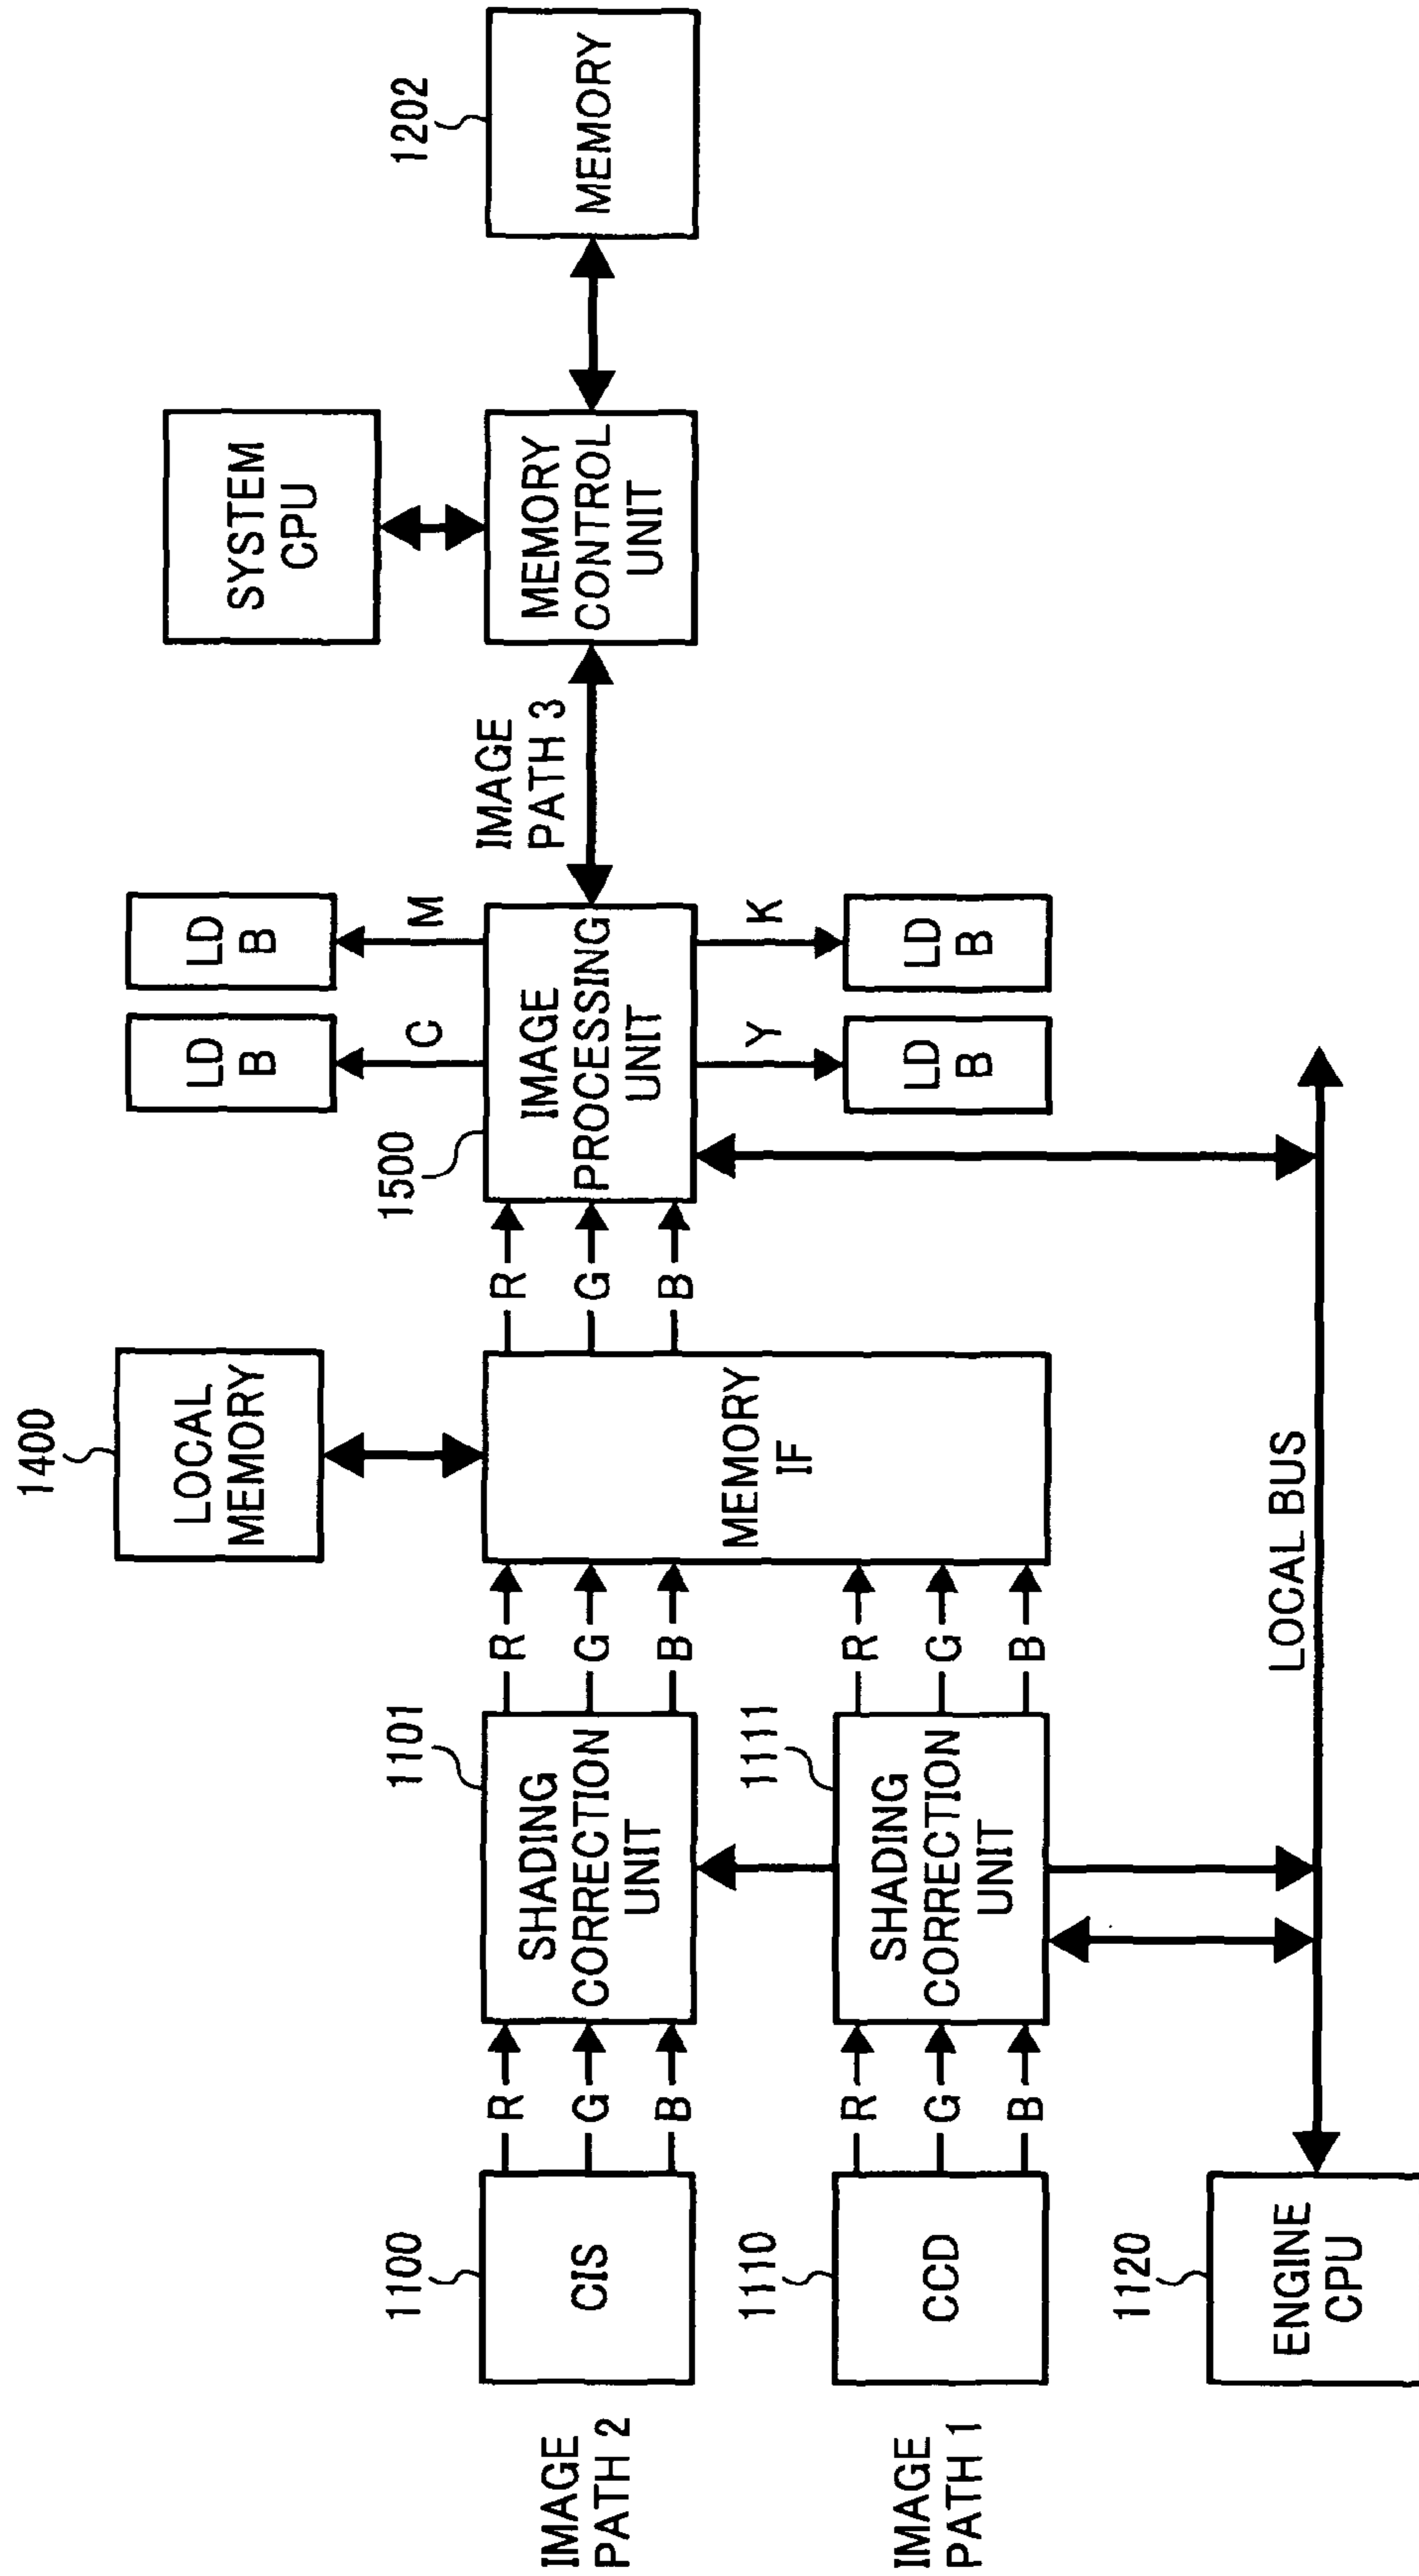 1202
MEMORY
SYSTEM
CPU
MEMORY
CONTROL
UNIT
IMAGE
PATH 3
LD
B
LD
B
M
C
1500
IMAGE
PROCESSING
UNIT
K
Y
LD
B
LD
B
R
G
B
1400
LOCAL
MEMORY
MEMORY
IF
R
G
B
R
G
B
LOCAL BUS
1101
SHADING
CORRECTION
UNIT
1111
SHADING
CORRECTION
UNIT
R
G
B
R
G
B
1100
CIS
1110
CCD
1120
ENGINE
CPU
IMAGE
PATH 2
IMAGE
PATH 1